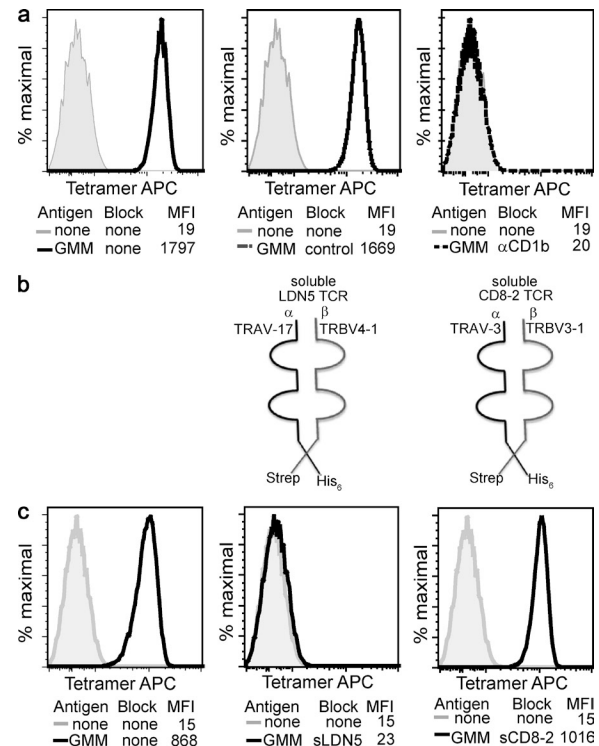 a
% maximal
% maximal
% maximal
Tetramer APC
Tetramer APC
Tetramer APC
Antigen Block MFI
none none 19
GMM none 1797
Antigen Block MFI
none none 19
GMM control 1669
Antigen Block MFI
none none 19
GMM αCD1b 20
b
soluble
LDN5 TCR
α β
TRAV-17 TRBV4-1
Strep His6
soluble
CD8-2 TCR
α β
TRAV-3 TRBV3-1
Strep His6
c
% maximal
% maximal
% maximal
Tetramer APC
Tetramer APC
Tetramer APC
Antigen Block MFI
none none 15
GMM none 868
Antigen Block MFI
none none 15
GMM sLDN5 23
Antigen Block MFI
none none 15
GMM sCD8-2 1016